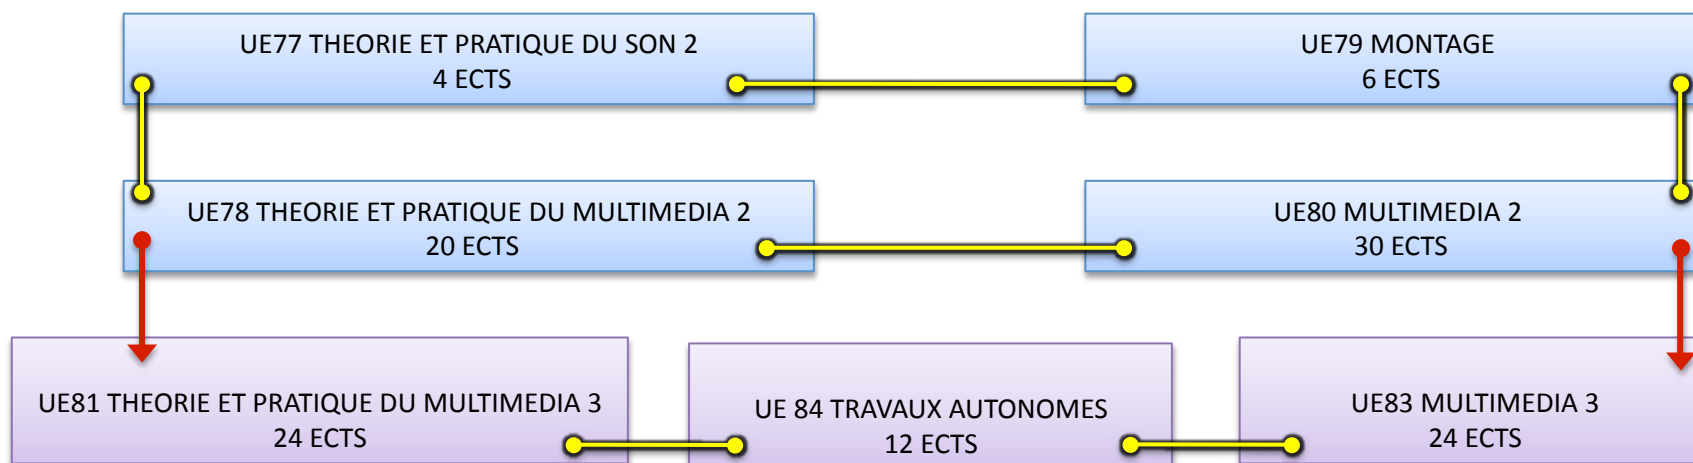 UE77 THEORIE ET PRATIQUE DU SON 2
4 ECTS
UE79 MONTAGE
6 ECTS
UE78 THEORIE ET PRATIQUE DU MULTIMEDIA 2
20 ECTS
UE80 MULTIMEDIA 2
30 ECTS
UE81 THEORIE ET PRATIQUE DU MULTIMEDIA 3
24 ECTS
UE 84 TRAVAUX AUTONOMES
12 ECTS
UE83 MULTIMEDIA 3
24 ECTS